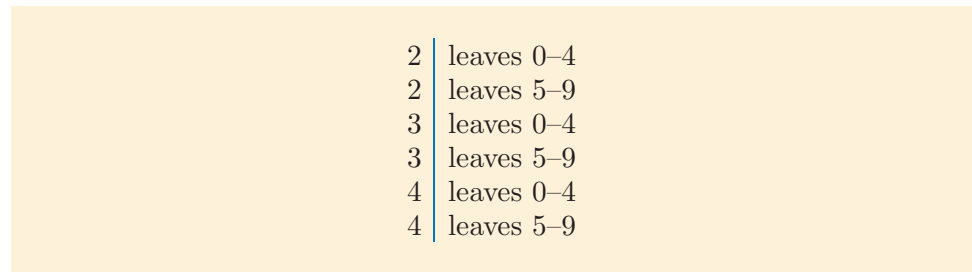 2 leaves 0–4
2 leaves 5–9
3 leaves 0–4
3 leaves 5–9
4 leaves 0–4
4 leaves 5–9